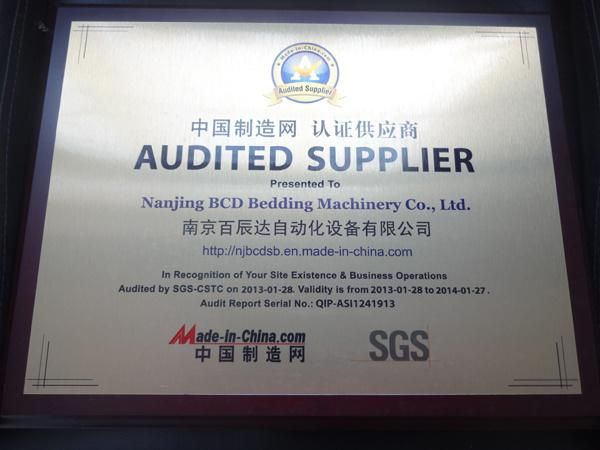 Made-in-China.com
Audited Supplier
中国制造网 认证供应商
AUDITED SUPPLIER
Presented To
Nanjing BCD Bedding Machinery Co., Ltd.
南京百辰达自动化设备有限公司
http://njbcdsb.en.made-in-china.com
In Recognition of Your Site Existence & Business Operations
Audited by SGS-CSTC on 2013-01-28. Validity is from 2013-01-28 to 2014-01-27 .
Audit Report Serial No.: QIP-ASI1241913
Made-in-China.com
中国制造网
SGS